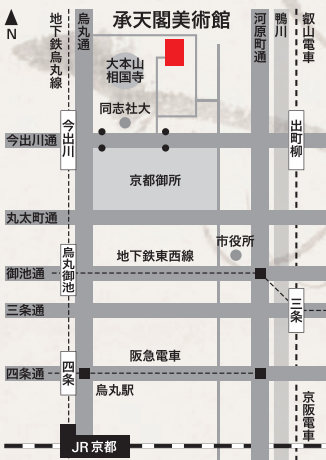 承天閣美術館
N
地下鉄烏丸線
烏丸通
河原町通
鴨川
叡山電車
大本山
相国寺
同志社大
今出川通
今出川
出町柳
京都御所
丸太町通
市役所
烏丸御池
地下鉄東西線
御池通
三条通
三条
阪急電車
四条通
四条
烏丸駅
京阪電車
JR 京都